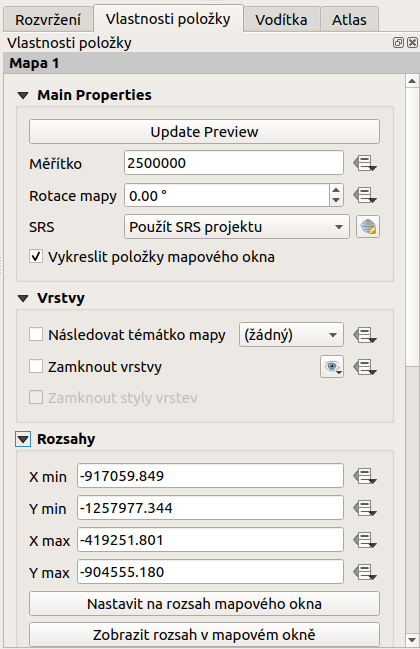 Rozvržení Vlastnosti položky Vodítka Atlas
Vlastnosti položky
Mapa 1
Main Properties
Update Preview
Měřítko 2500000
Rotace mapy 0.00 °
SRS Použít SRS projektu
Vykreslit položky mapového okna
Vrstvy
Následovat témátko mapy (žádný)
Zamknout vrstvy
Zamknout styly vrstev
Rozsahy
X min -917059.849
Y min -1257977.344
X max -419251.801
Y max -904555.180
Nastavit na rozsah mapového okna
Zobrazit rozsah v mapovém okně